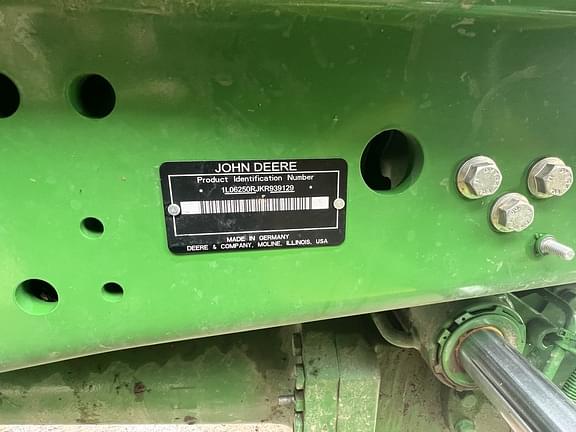 JOHN DEERE
Product Identification Number
* 1L06250RJKR939129 *
MADE IN GERMANY
DEERE & COMPANY, MOLINE, ILLINOIS, USA